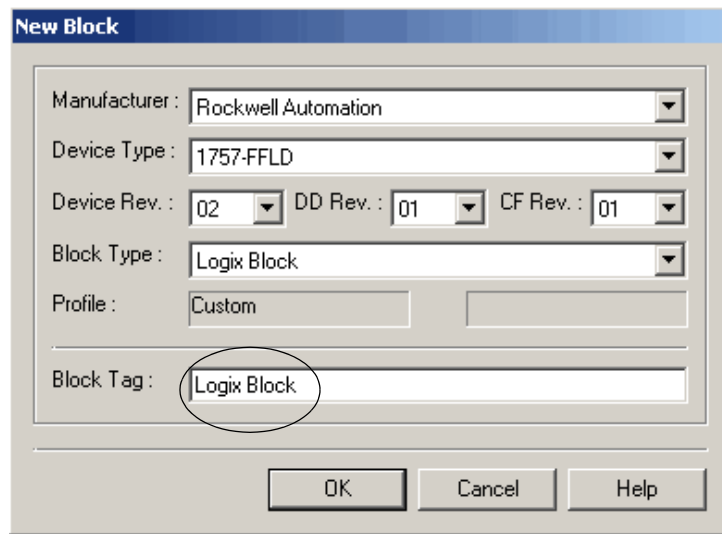 New Block
Manufacturer : Rockwell Automation
Device Type : 1757-FFLD
Device Rev. : 02 DD Rev. : 01 CF Rev. : 01
Block Type : Logix Block
Profile : Custom
Block Tag : Logix Block
OK Cancel Help